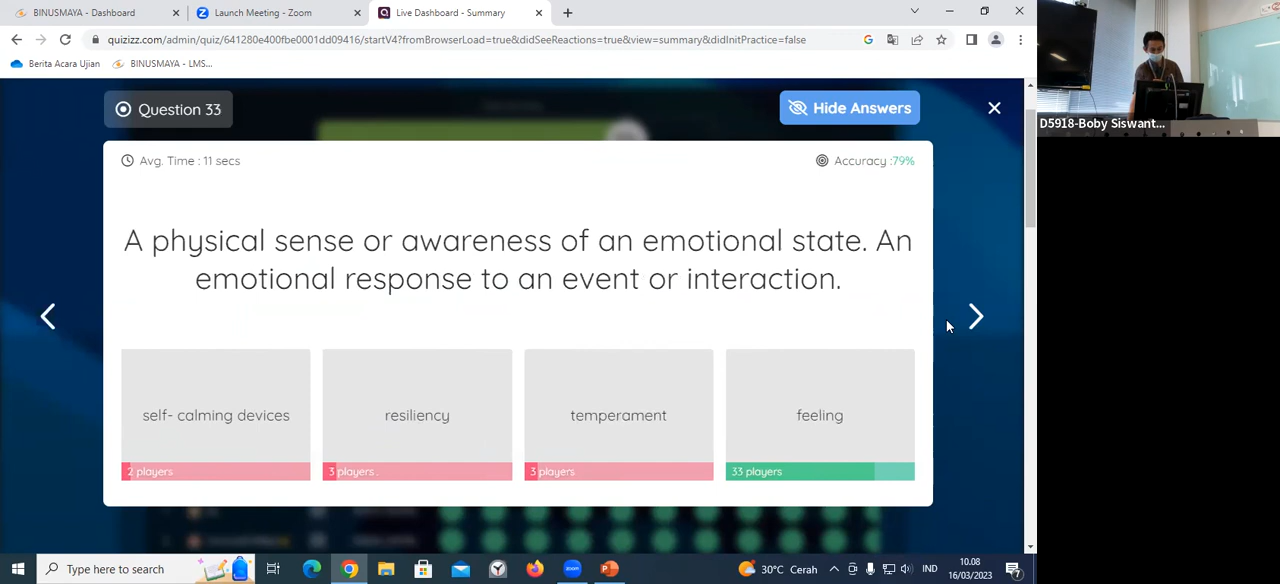 BINUSMAYA - Dashboard
Launch Meeting - Zoom
Live Dashboard - Summary
quizizz.com/admin/quiz/641280e400fbe0001dd09416/startV4?fromBrowserLoad=true&didSeeReactions=true&view=summary&didInitPractice=false
Berita Acara Ujian
BINUSMAYA - LMS...
Question 33
Hide Answers
Avg. Time : 11 secs
Accuracy :79%
A physical sense or awareness of an emotional state. An
emotional response to an event or interaction.
self- calming devices
resiliency
temperament
feeling
2 players
3 players
3 players
33 players
D5918-Boby Siswant...
Type here to search
zoom
30°C Cerah
IND
10.08
16/03/2023
7